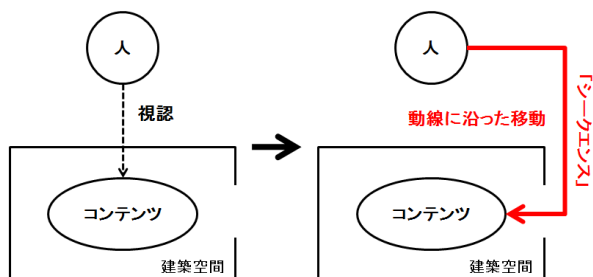 人
視認
コンテンツ
建築空間
人
動線に沿った移動
「シークエンス」
コンテンツ
建築空間